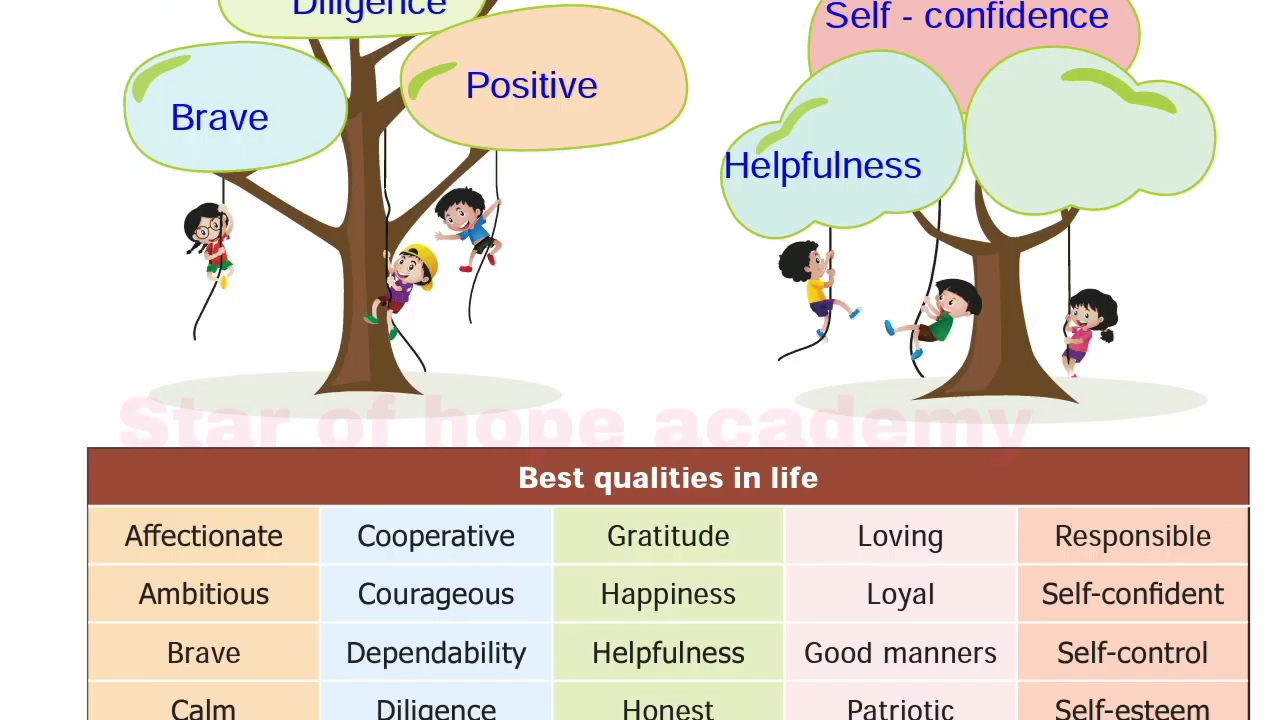 Diligence
Self - confidence
Positive
Brave
Helpfulness
Star of hope academy
Best qualities in life
Affectionate Cooperative Gratitude Loving Responsible
Ambitious Courageous Happiness Loyal Self-confident
Brave Dependability Helpfulness Good manners Self-control
Calm Diligence Honest Patriotic Self-esteem